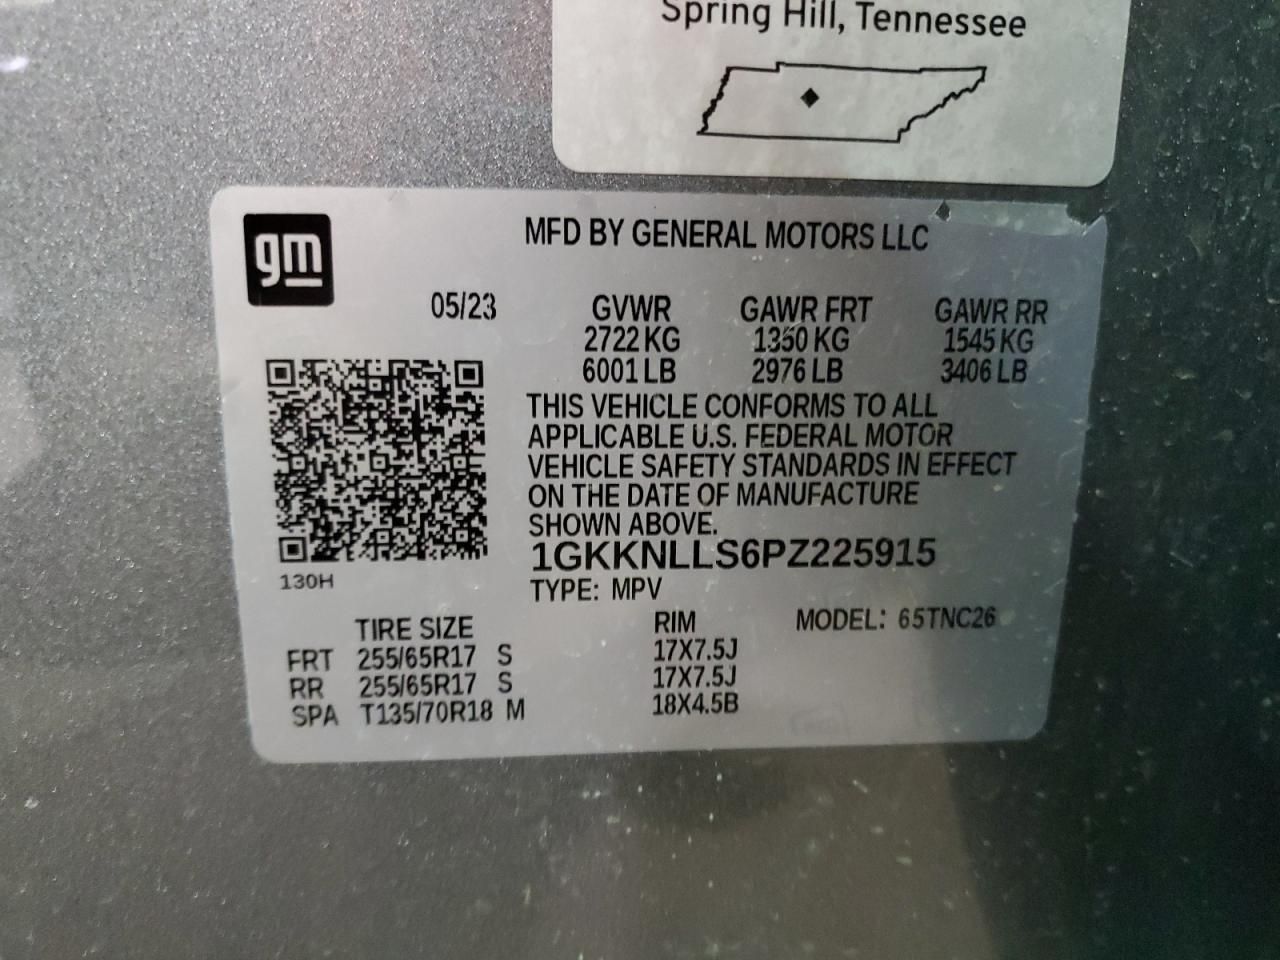 Spring Hill, Tennessee
gm
MFD BY GENERAL MOTORS LLC
05/23 GVWR GAWR FRT GAWR RR
2722 KG 1350 KG 1545 KG
6001 LB 2976 LB 3406 LB
THIS VEHICLE CONFORMS TO ALL
APPLICABLE U.S. FEDERAL MOTOR
VEHICLE SAFETY STANDARDS IN EFFECT
ON THE DATE OF MANUFACTURE
SHOWN ABOVE.
1GKKNLLS6PZ225915
130H
TYPE: MPV
TIRE SIZE RIM MODEL: 65TNC26
FRT 255/65R17 S 17X7.5J
RR 255/65R17 S 17X7.5J
SPA T135/70R18 M 18X4.5B